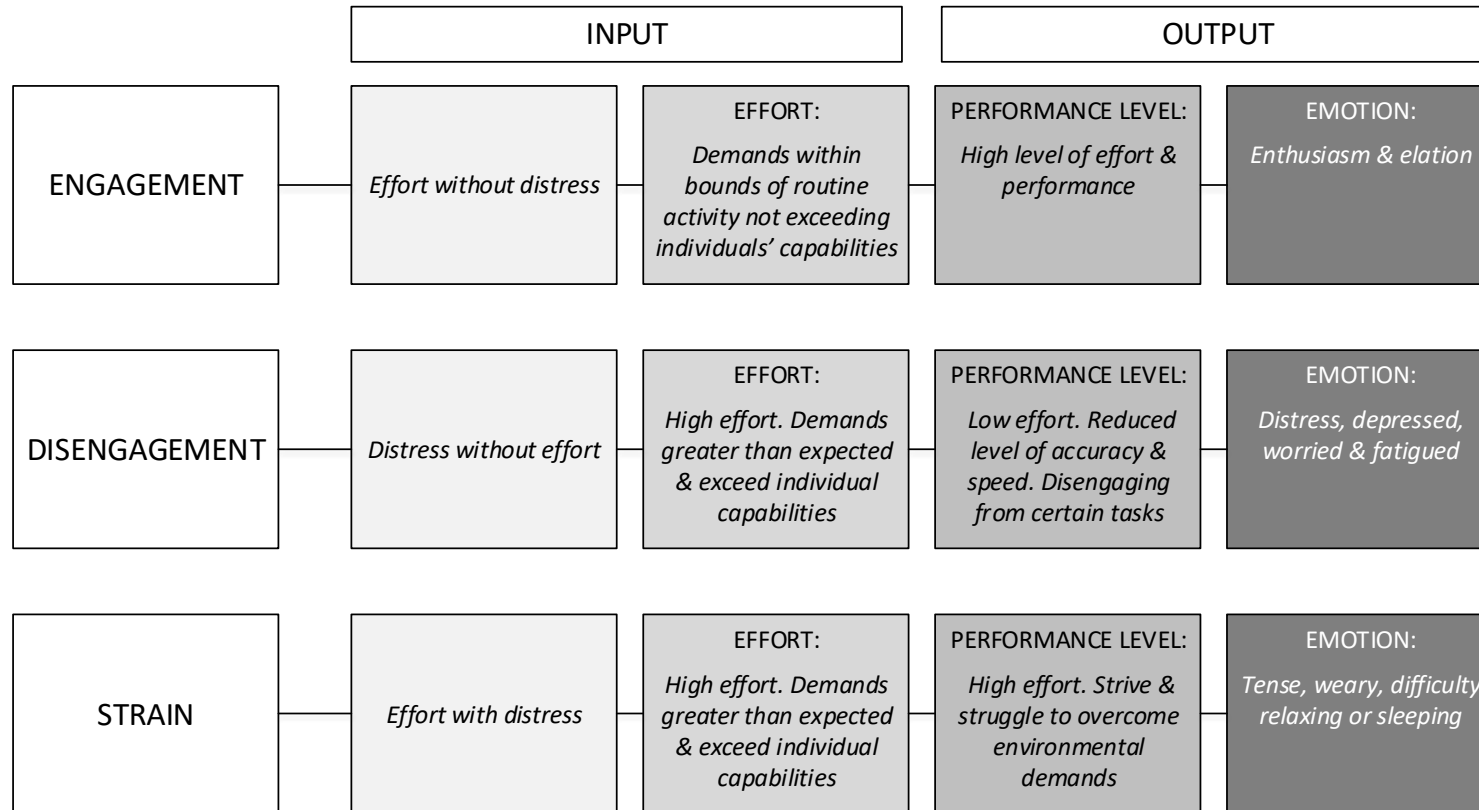 INPUT
OUTPUT
ENGAGEMENT
Effort without distress
EFFORT:
Demands within
bounds of routine
activity not exceeding
individuals’ capabilities
PERFORMANCE LEVEL:
High level of effort &
performance
EMOTION:
Enthusiasm & elation
DISENGAGEMENT
Distress without effort
EFFORT:
High effort. Demands
greater than expected
& exceed individual
capabilities
PERFORMANCE LEVEL:
Low effort. Reduced
level of accuracy &
speed. Disengaging
from certain tasks
EMOTION:
Distress, depressed,
worried & fatigued
STRAIN
Effort with distress
EFFORT:
High effort. Demands
greater than expected
& exceed individual
capabilities
PERFORMANCE LEVEL:
High effort. Strive &
struggle to overcome
environmental
demands
EMOTION:
Tense, weary, difficulty
relaxing or sleeping